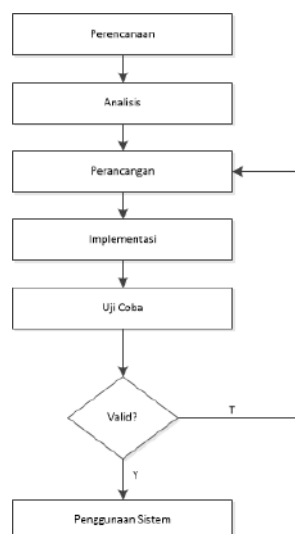 Perencanaan
Analisis
Perancangan
Implementasi
Uji Coba
Valid?
T
Y
Penggunaan Sistem